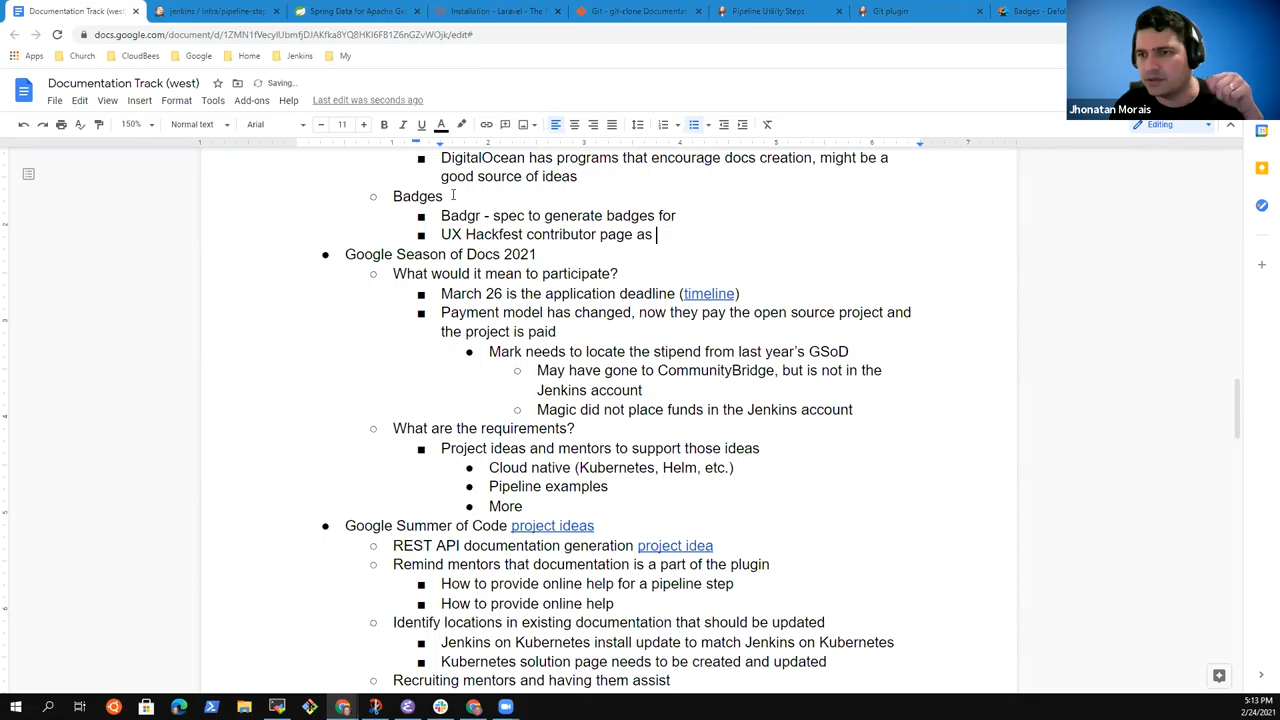 Documentation Track (west)
jenkins / Infra/pipeline-step
Spring Data for Apache Ge
Installation - Laravel - The
Git - git-clone Documentat
Pipeline Utility Steps
Git plugin
Badges - Defol
docs.google.com/document/d/1ZMN1fVecylUbmfjDJAKfka8YQ8HKI6FB1Z6nGZvWOjk/edit#
Apps Church CloudBees Google Home Jenkins My
Documentation Track (west) Saving...
File Edit View Insert Format Tools Add-ons Help Last edit was seconds ago
150% Normal text Arial 11 Editing
Jhonatan Morais
DigitalOcean has programs that encourage docs creation, might be a
good source of ideas
Badges
Badgr - spec to generate badges for
UX Hackfest contributor page as
Google Season of Docs 2021
What would it mean to participate?
March 26 is the application deadline (timeline)
Payment model has changed, now they pay the open source project and
the project is paid
Mark needs to locate the stipend from last year's GSoD
May have gone to CommunityBridge, but is not in the
Jenkins account
Magic did not place funds in the Jenkins account
What are the requirements?
Project ideas and mentors to support those ideas
Cloud native (Kubernetes, Helm, etc.)
Pipeline examples
More
Google Summer of Code project ideas
REST API documentation generation project idea
Remind mentors that documentation is a part of the plugin
How to provide online help for a pipeline step
How to provide online help
Identify locations in existing documentation that should be updated
Jenkins on Kubernetes install update to match Jenkins on Kubernetes
Kubernetes solution page needs to be created and updated
Recruiting mentors and having them assist
5:13 PM
2/24/2021